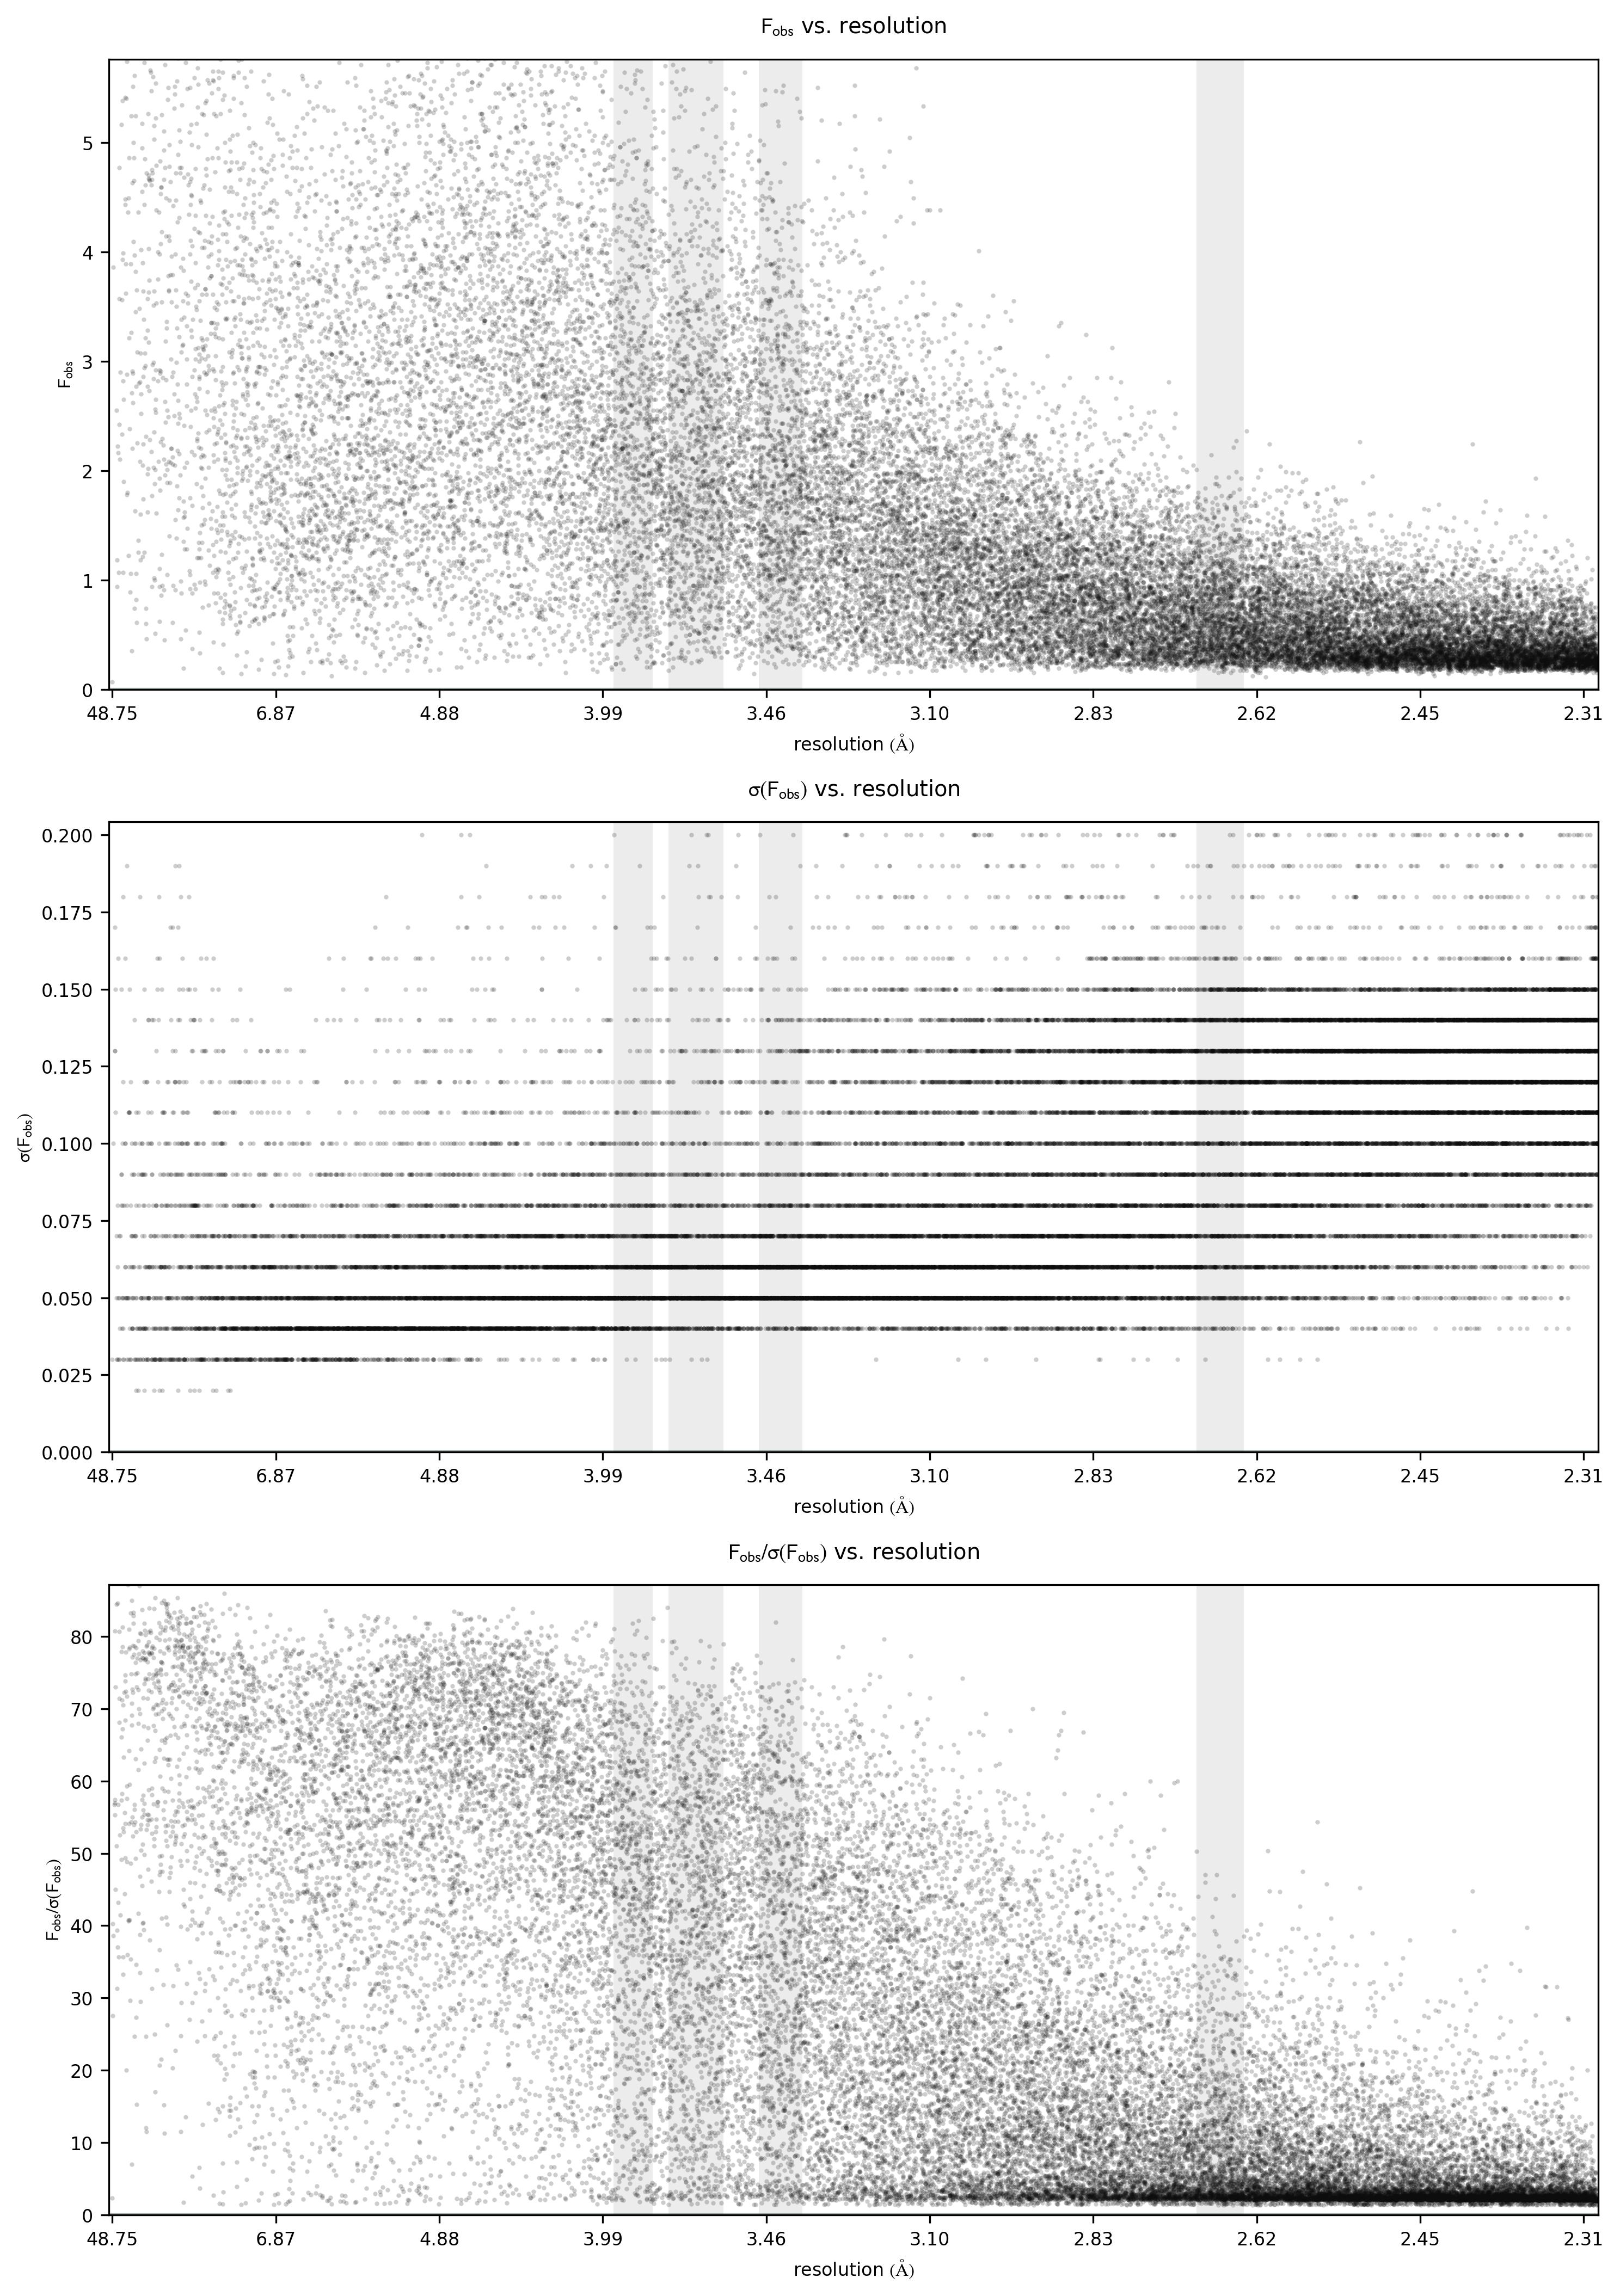 Fobs vs. resolution
5
4
3
2
1
0
Fobs
48.75 6.87 4.88 3.99 3.46 3.10 2.83 2.62 2.45 2.31
resolution (Å)
σ(Fobs) vs. resolution
0.200
0.175
0.150
0.125
0.100
0.075
0.050
0.025
0.000
σ(Fobs)
48.75 6.87 4.88 3.99 3.46 3.10 2.83 2.62 2.45 2.31
resolution (Å)
Fobs/σ(Fobs) vs. resolution
80
70
60
50
40
30
20
10
0
Fobs/σ(Fobs)
48.75 6.87 4.88 3.99 3.46 3.10 2.83 2.62 2.45 2.31
resolution (Å)